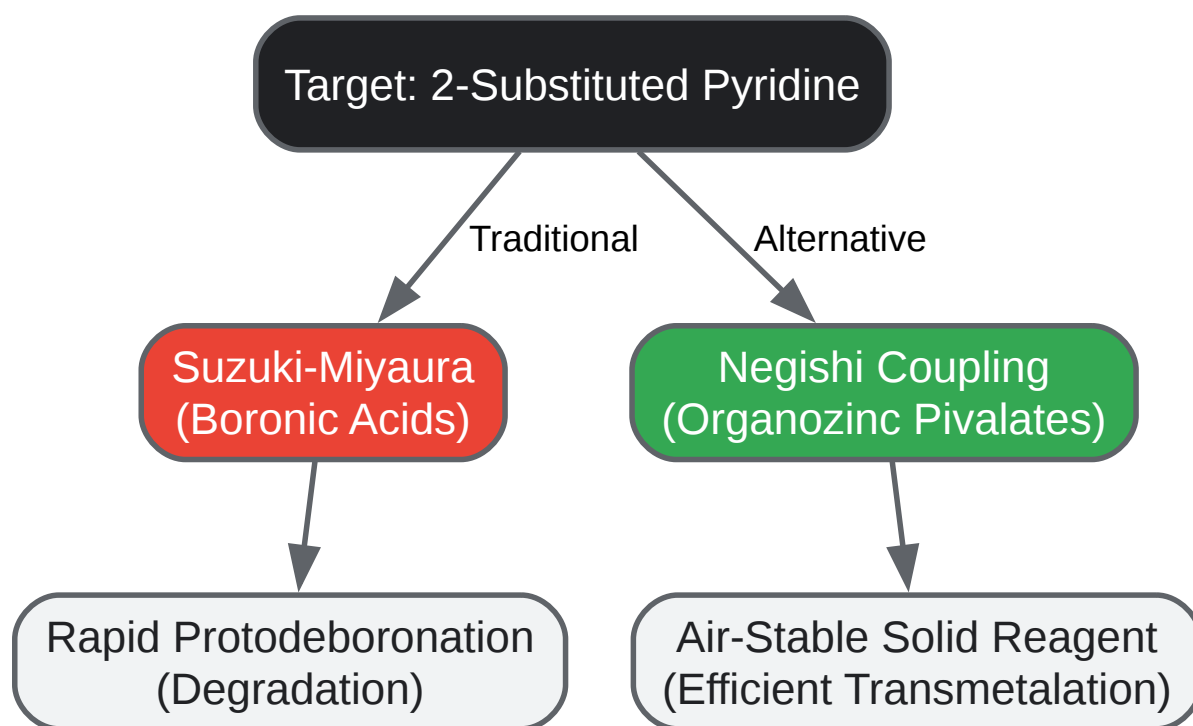 Target: 2-Substituted Pyridine
Traditional
Alternative
Suzuki-Miyaura
(Boronic Acids)
Negishi Coupling
(Organozinc Pivalates)
Rapid Protodeboronation
(Degradation)
Air-Stable Solid Reagent
(Efficient Transmetalation)